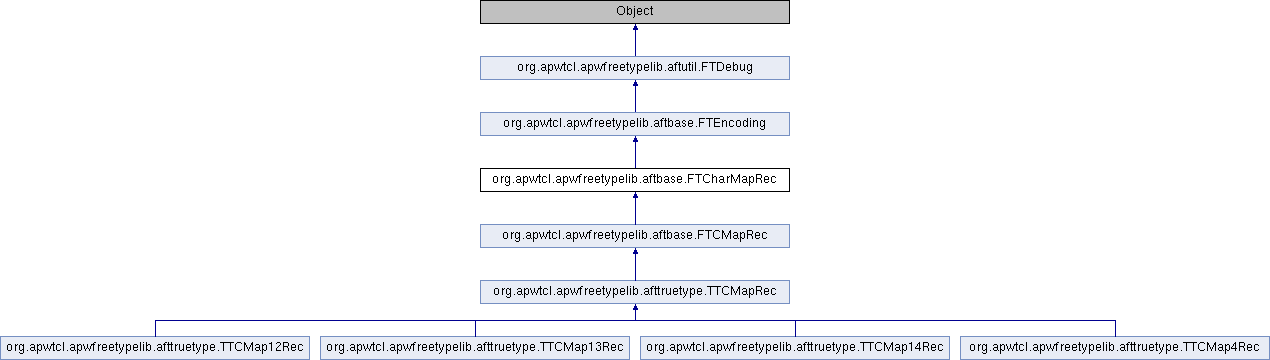 Object
org.apwtcl.apwfreetypelib.aftutil.FTDebug
org.apwtcl.apwfreetypelib.aftbase.FTEncoding
org.apwtcl.apwfreetypelib.aftbase.FTCharMapRec
org.apwtcl.apwfreetypelib.aftbase.FTCMapRec
org.apwtcl.apwfreetypelib.afttruetype.TTCMapRec
org.apwtcl.apwfreetypelib.afttruetype.TTCMap12Rec
org.apwtcl.apwfreetypelib.afttruetype.TTCMap13Rec
org.apwtcl.apwfreetypelib.afttruetype.TTCMap14Rec
org.apwtcl.apwfreetypelib.afttruetype.TTCMap4Rec